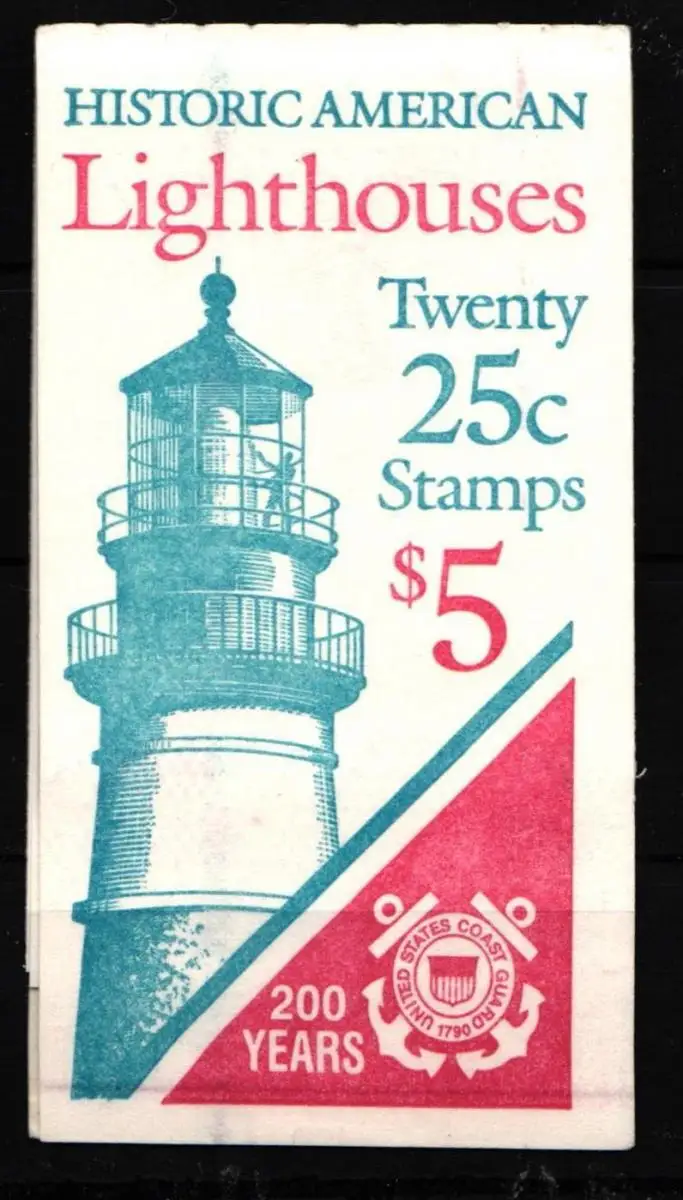 HISTORIC AMERICAN
Lighthouses
Twenty
25c
Stamps
$5
200
YEARS
UNITED STATES COAST GUARD
1790